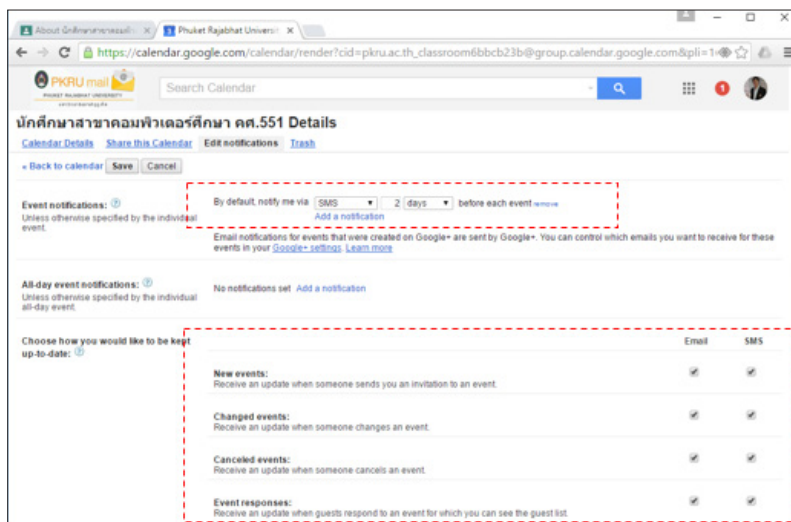 About นักศึกษาสาขาคอมพิวเ
Phuket Rajabhat Universi
https://calendar.google.com/calendar/render?cid=pkru.ac.th_classroom6bbcb23b@group.calendar.google.com&pli=1
PKRU mail
PHUKET RAJABHAT UNIVERSITY
Search Calendar
1
นักศึกษาสาขาคอมพิวเตอร์ศึกษา คศ.551 Details
Calendar Details Share this Calendar Edit notifications Trash
« Back to calendar Save Cancel
Event notifications:
Unless otherwise specified by the individual
event.
By default, notify me via SMS 2 days before each event remove
Add a notification
Email notifications for events that were created on Google+ are sent by Google+. You can control which emails you want to receive for these
events in your Google+ settings. Learn more
All-day event notifications:
Unless otherwise specified by the individual
all-day event.
No notifications set Add a notification
Choose how you would like to be kept
up-to-date:
Email SMS
New events:
Receive an update when someone sends you an invitation to an event.
Changed events:
Receive an update when someone changes an event.
Canceled events:
Receive an update when someone cancels an event.
Event responses:
Receive an update when guests respond to an event for which you can see the guest list.